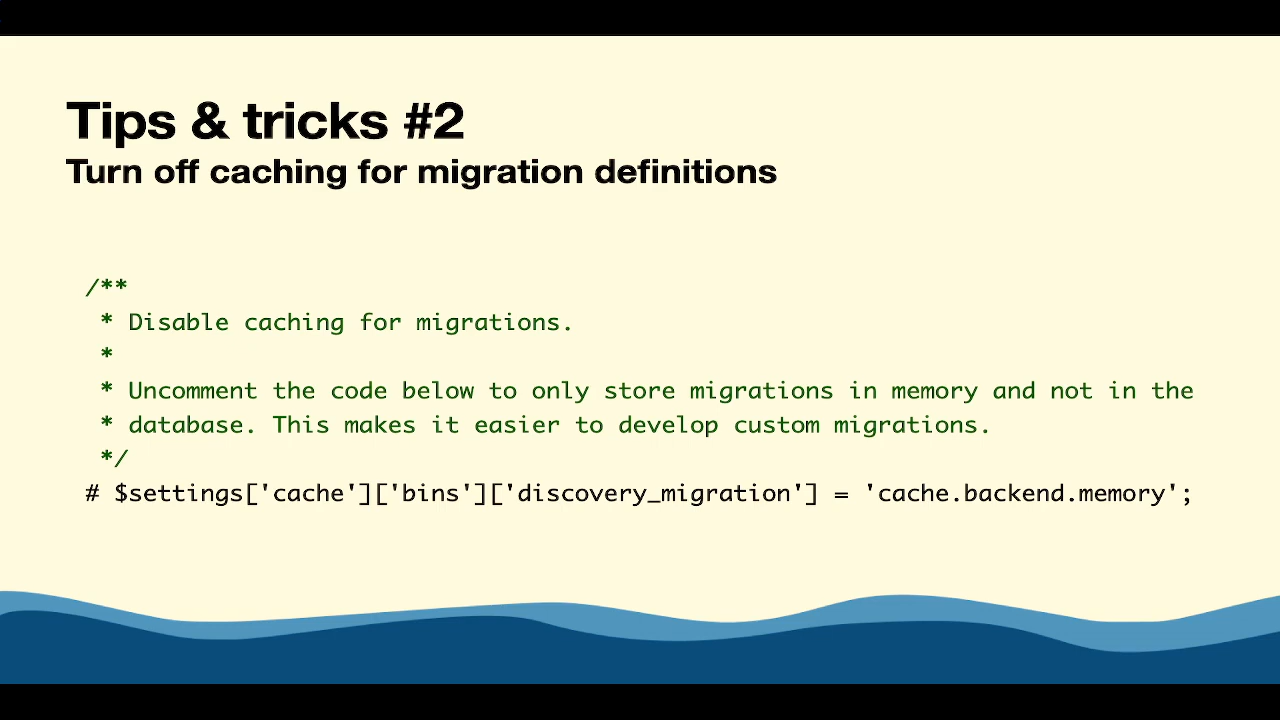 Tips & tricks #2
Turn off caching for migration definitions
/**
 * Disable caching for migrations.
 *
 * Uncomment the code below to only store migrations in memory and not in the
 * database. This makes it easier to develop custom migrations.
 */
# $settings['cache']['bins']['discovery_migration'] = 'cache.backend.memory';